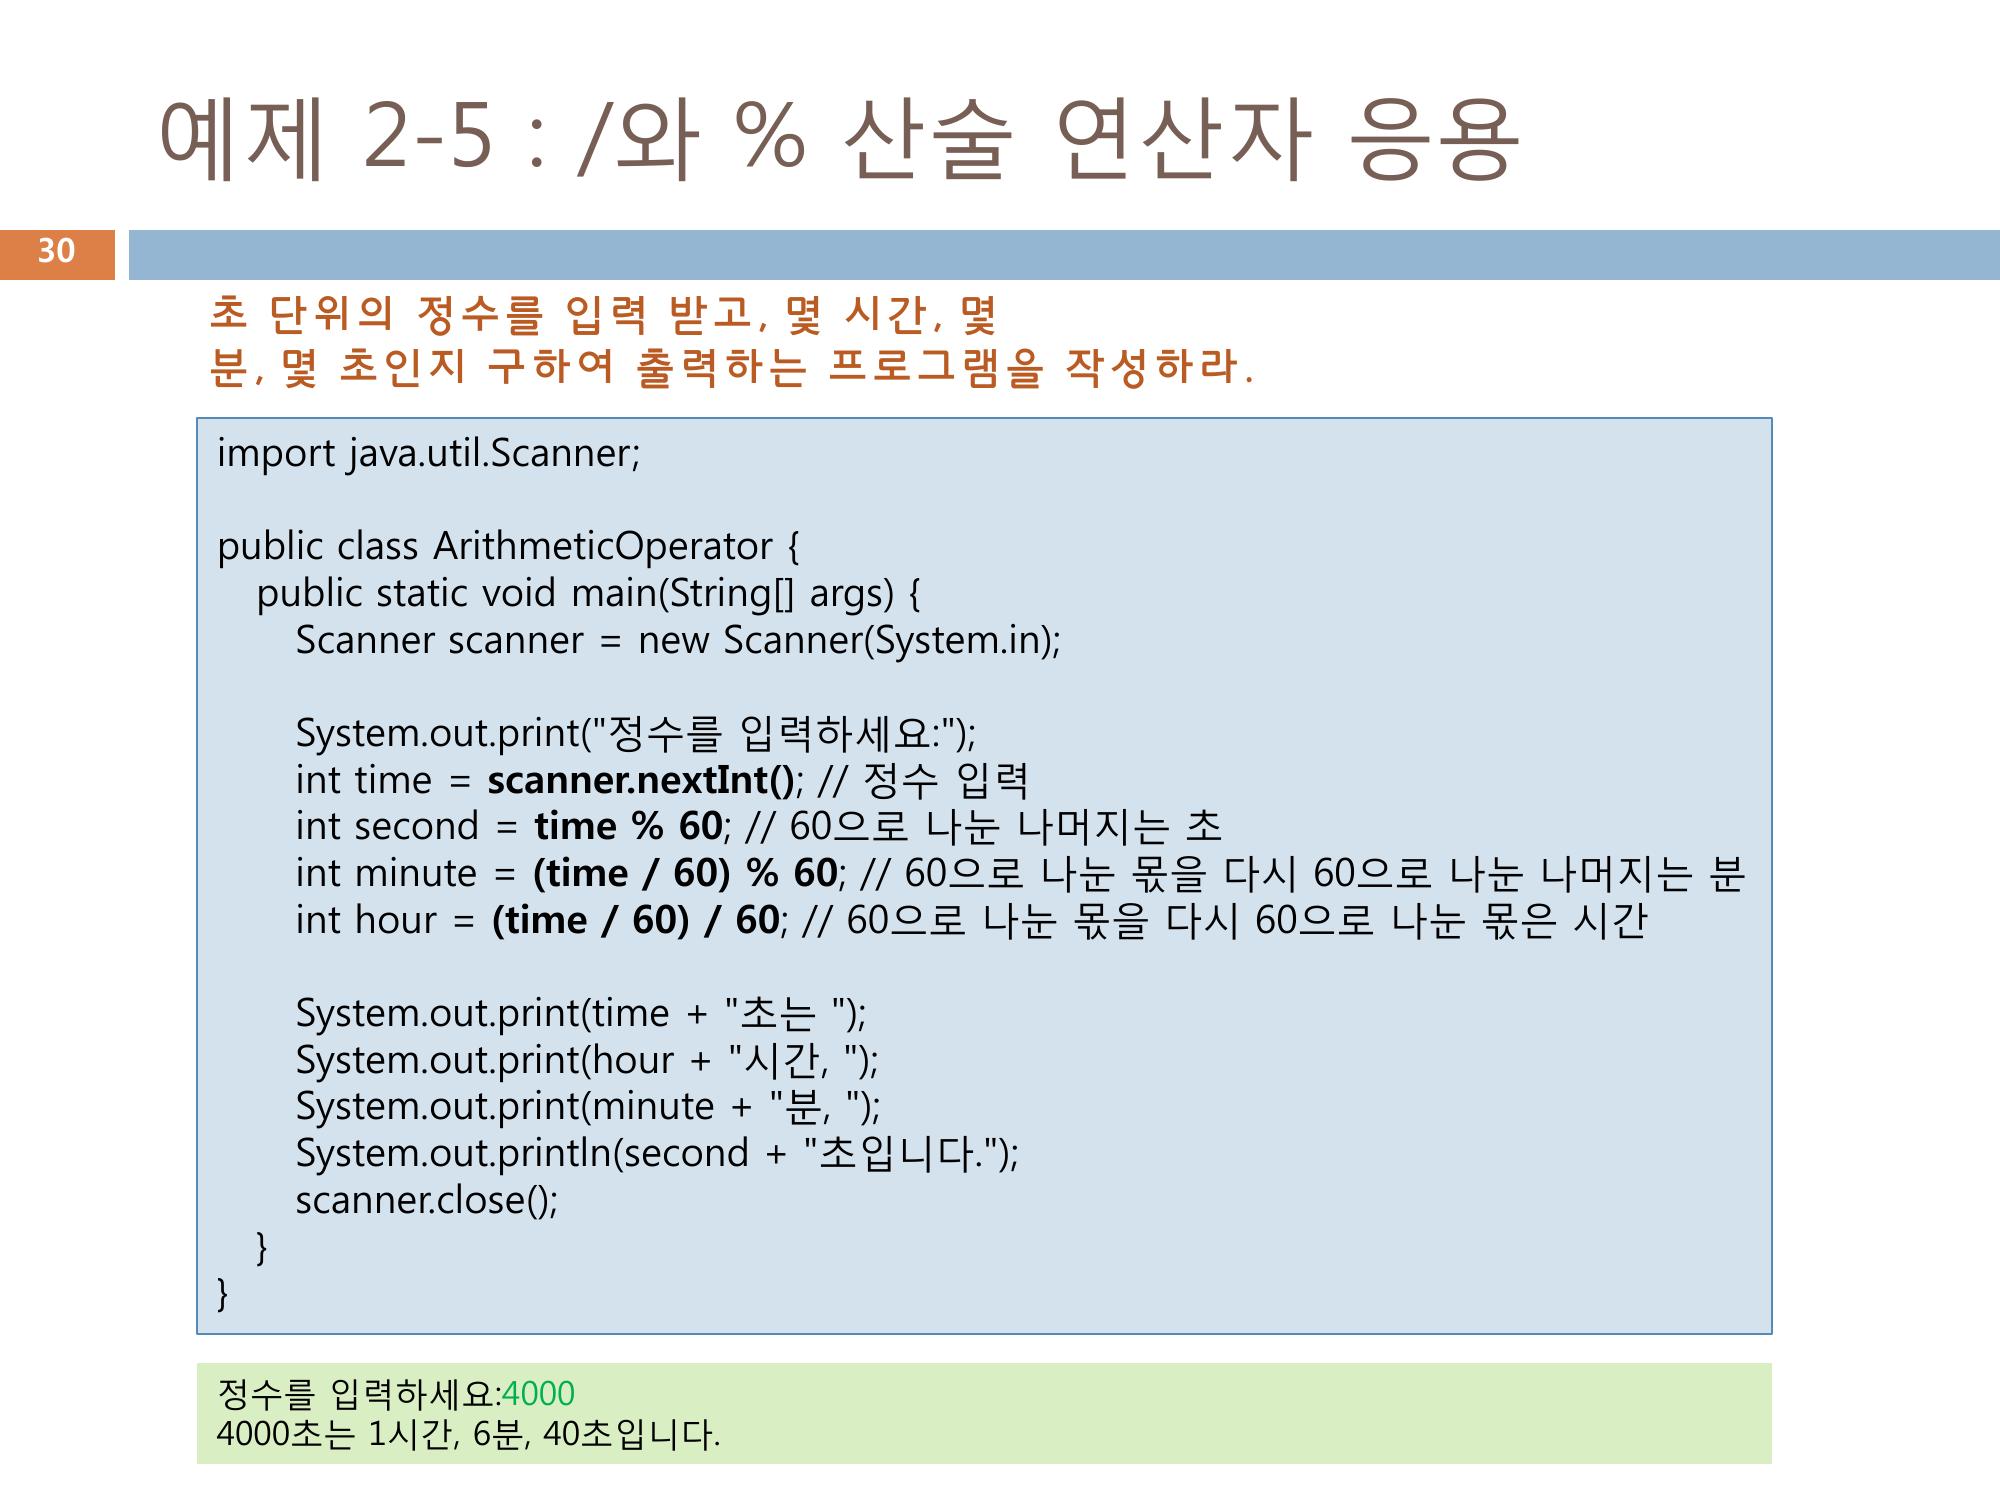 예제 2-5 : /와 % 산술 연산자 응용
30
초 단위의 정수를 입력 받고, 몇 시간, 몇
분, 몇 초인지 구하여 출력하는 프로그램을 작성하라.
import java.util.Scanner;
public class ArithmeticOperator {
public static void main(String[] args) {
Scanner scanner = new Scanner(System.in);
System.out.print("정수를 입력하세요:");
int time = scanner.nextInt(); // 정수 입력
int second = time % 60; // 60으로 나눈 나머지는 초
int minute = (time / 60) % 60; // 60으로 나눈 몫을 다시 60으로 나눈 나머지는 분
int hour = (time / 60) / 60; // 60으로 나눈 몫을 다시 60으로 나눈 몫은 시간
System.out.print(time + "초는 ");
System.out.print(hour + "시간, ");
System.out.print(minute + "분, ");
System.out.println(second + "초입니다.");
scanner.close();
}
}
정수를 입력하세요:4000
4000초는 1시간, 6분, 40초입니다.